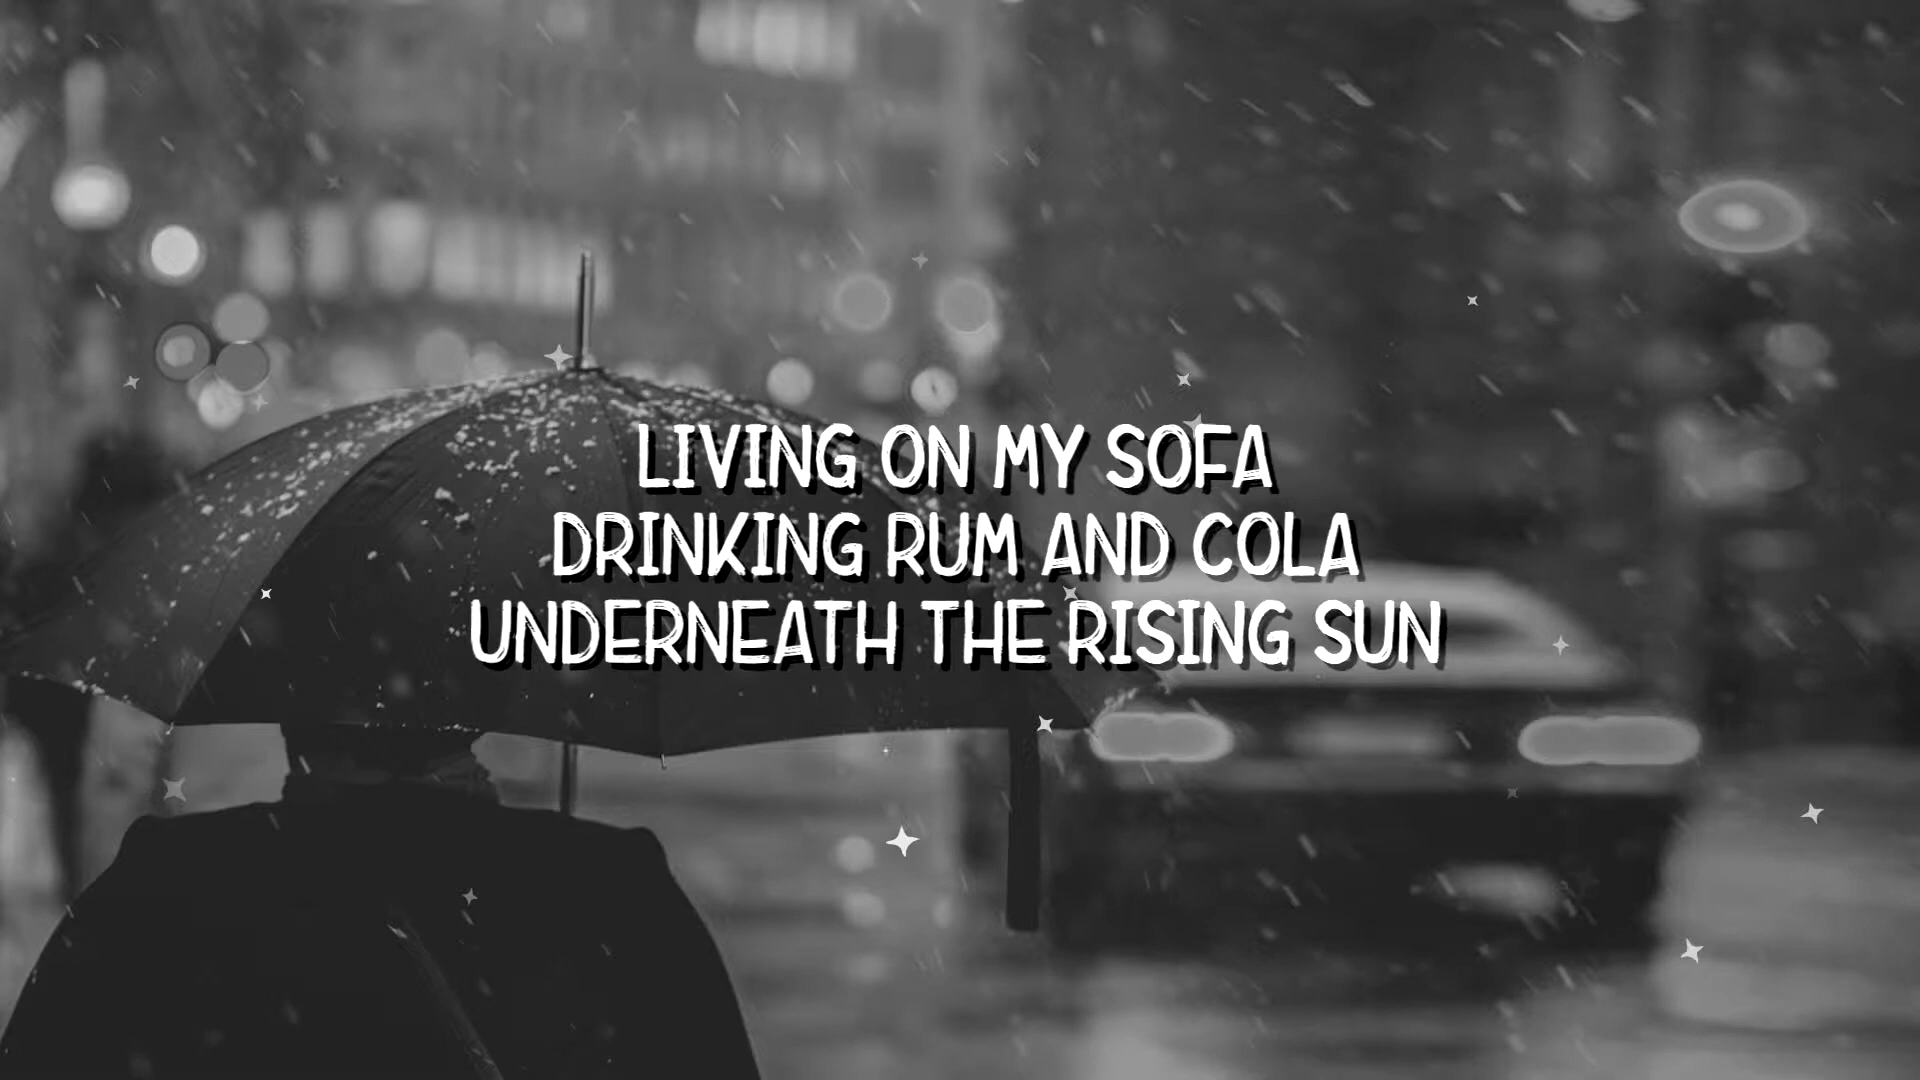 LIVING ON MY SOFA
DRINKING RUM AND COLA
UNDERNEATH THE RISING SUN